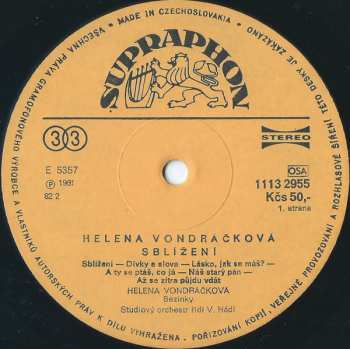 MADE IN CZECHOSLOVAKIA • VŠECHNA PRÁVA GRAMOFONOVÉHO VÝROBCE A VLASTNÍKŮ AUTORSKÝCH PRÁV K DÍLU VYHRAŽENA. POŘIZOVÁNÍ KOPIÍ, VEŘEJNÉ PROVOZOVÁNÍ A ROZHLASOVÉ ŠÍŘENÍ TÉTO DESKY JE ZAKÁZÁNO
SUPRAPHON
33
STEREO
E 5357
Ⓟ 1981
82 2
OSA
1113 2955
Kčs 50,-
1. strana
HELENA VONDRAČKOVÁ
SBLÍŽENÍ
Sblížení — Dívky a slova — Lásko, jak se máš? —
A ty se ptáš, co já — Náš starý pán —
Až se zítra půjdu vdát
HELENA VONDRÁČKOVÁ
Bezinky
Studiový orchestr řídí V. Hádl